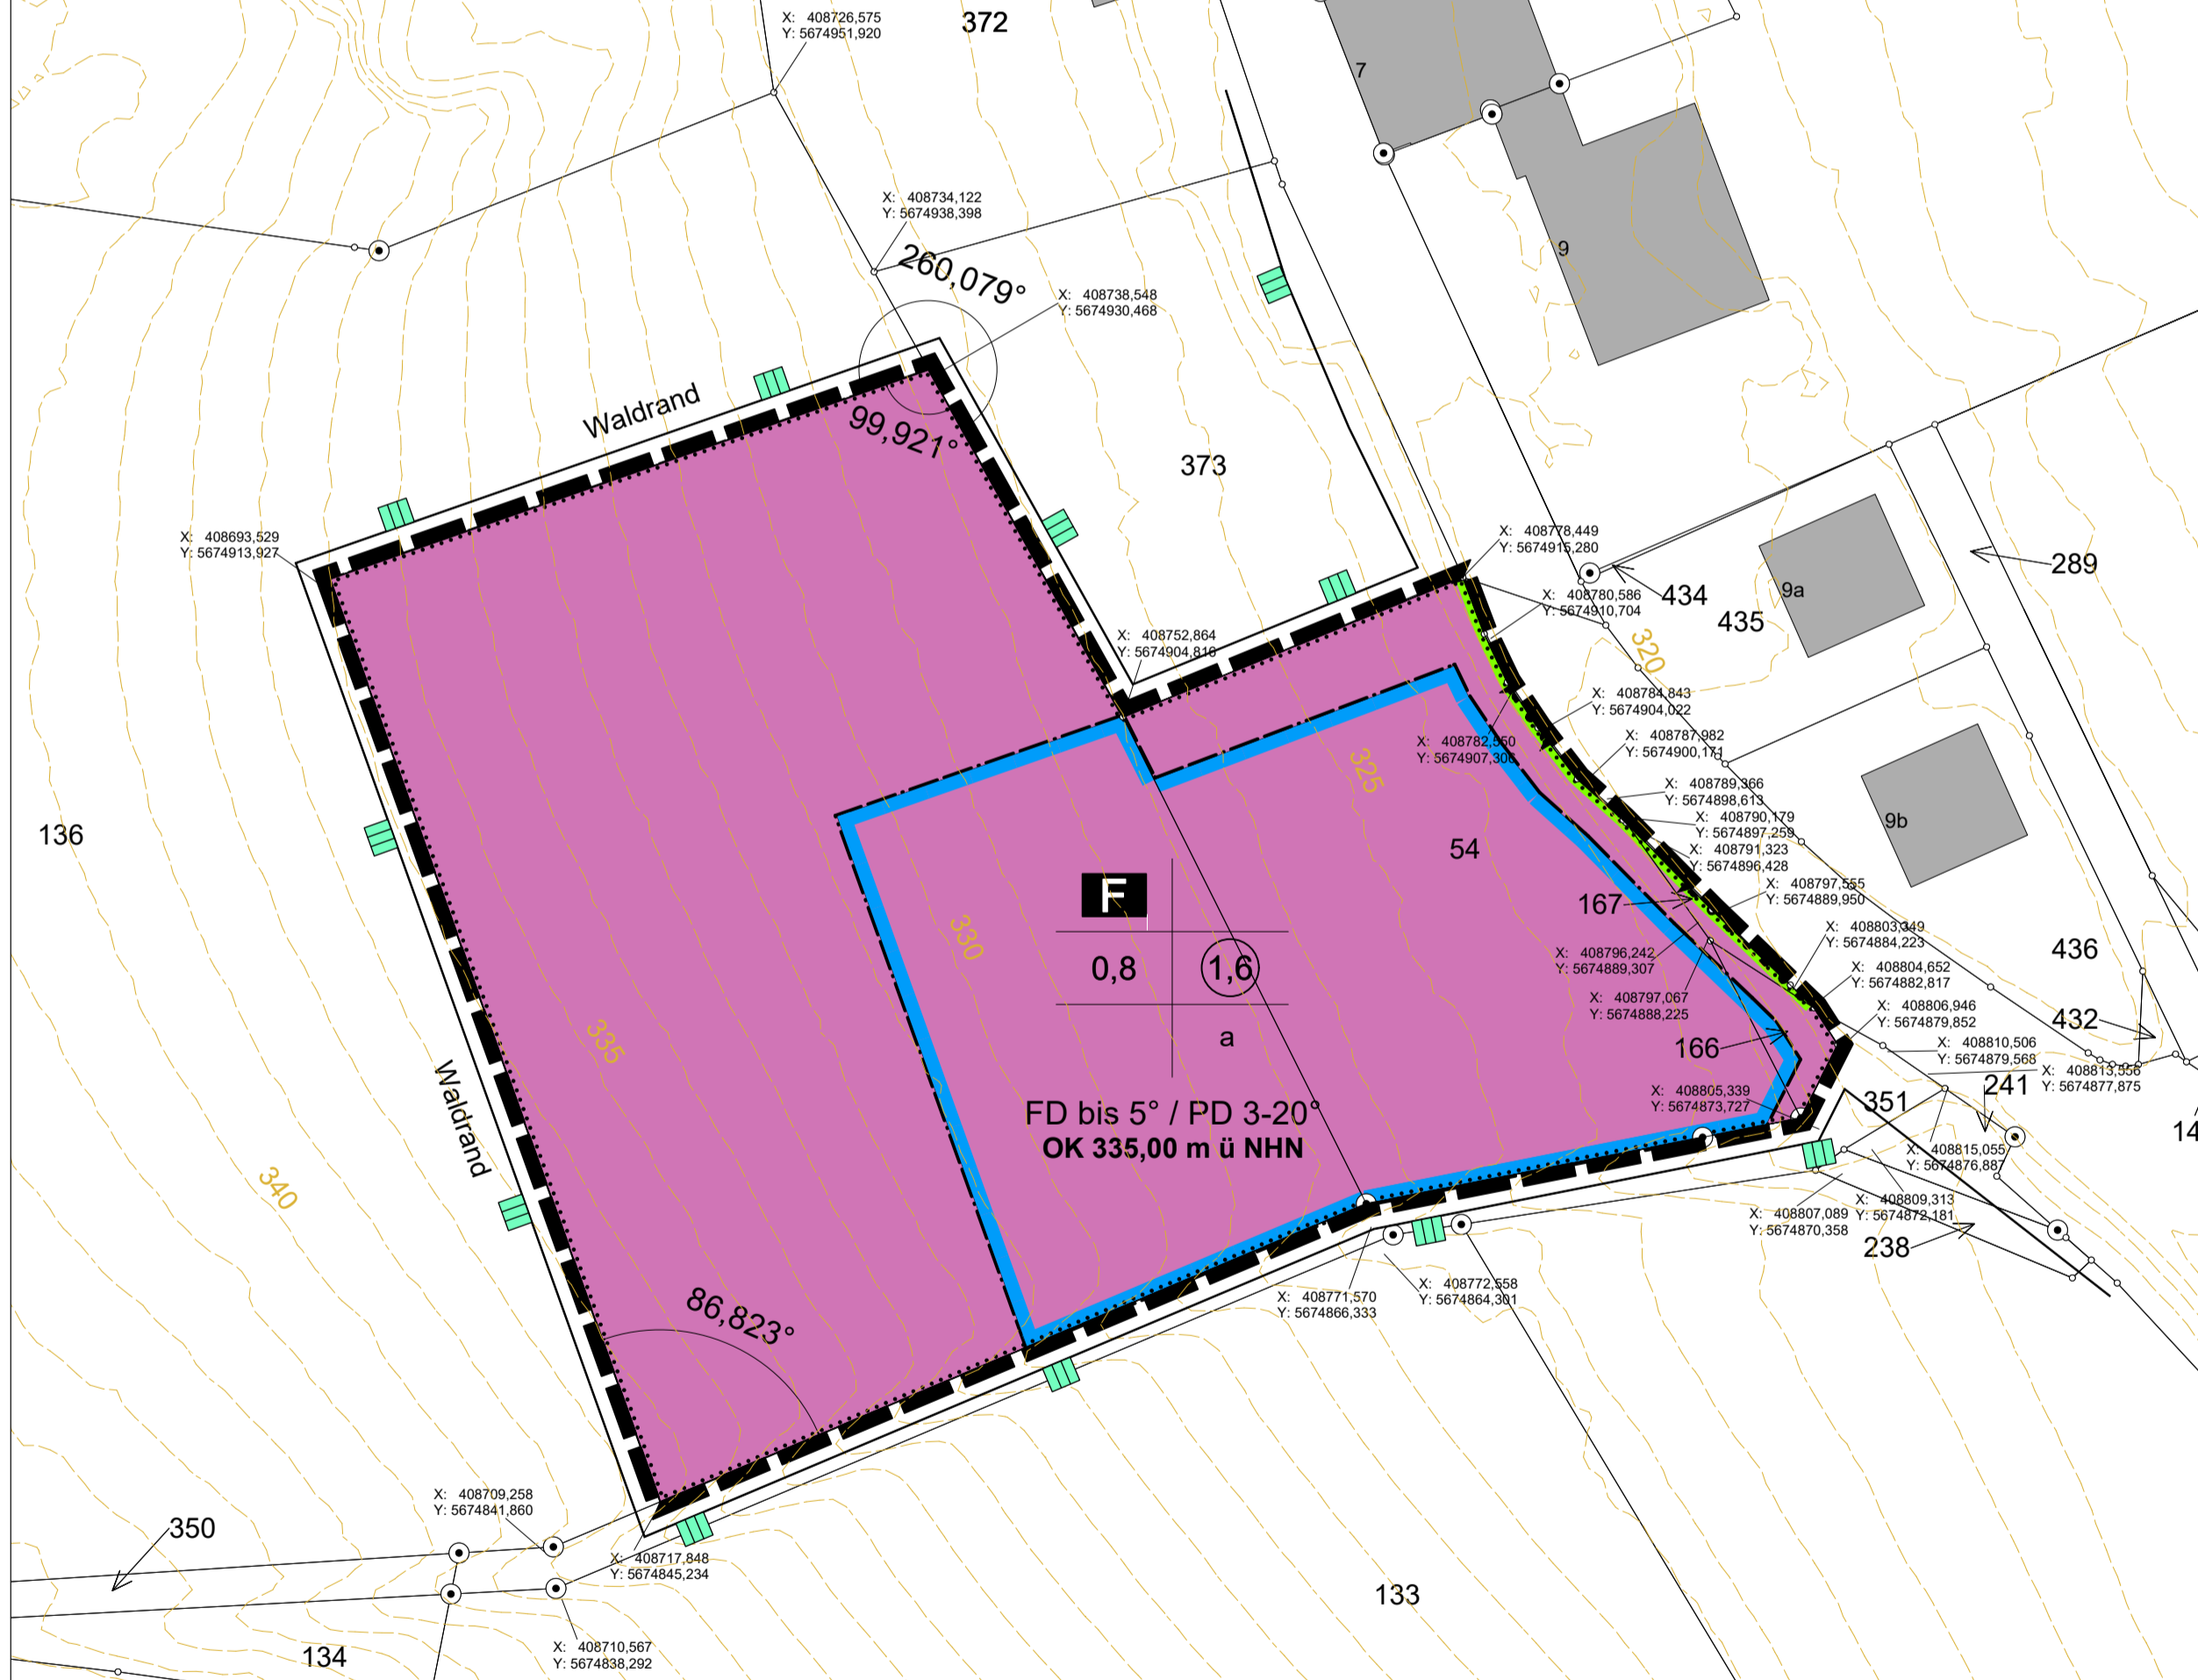 X: 408726,575
Y: 5674951,920
372
7
X: 408734,122
Y: 5674938,398
260,079°
9
X: 408738,548
Y: 5674930,468
Waldrand
99,921°
373
X: 408693,529
Y: 5674913,927
X: 408778,449
Y: 5674915,280
289
9a
X: 408780,586
Y: 5674910,704
434
435
X: 408752,864
Y: 5674904,816
320
X: 408784,843
Y: 5674904,022
X: 408782,550
Y: 5674907,306
X: 408787,982
Y: 5674900,171
325
X: 408789,366
Y: 5674898,613
136
X: 408790,179
Y: 5674897,259
9b
54
X: 408791,323
Y: 5674896,428
F
X: 408797,555
Y: 5674889,950
167
330
X: 408803,349
Y: 5674884,223
436
X: 408796,242
Y: 5674889,307
0,8
1,6
X: 408804,652
Y: 5674882,817
X: 408797,067
Y: 5674888,225
X: 408806,946
Y: 5674879,852
432
335
a
166
X: 408810,506
Y: 5674879,568
X: 408813,556
Y: 5674877,875
241
X: 408805,339
Y: 5674873,727
351
FD bis 5° / PD 3-20°
OK 335,00 m ü NHN
Waldrand
14
X: 408815,055
Y: 5674876,887
340
X: 408809,313
Y: 5674872,181
X: 408807,089
Y: 5674870,358
238
X: 408772,558
Y: 5674864,301
X: 408771,570
Y: 5674866,333
86,823°
X: 408709,258
Y: 5674841,860
350
X: 408717,848
Y: 5674845,234
133
X: 408710,567
Y: 5674838,292
134